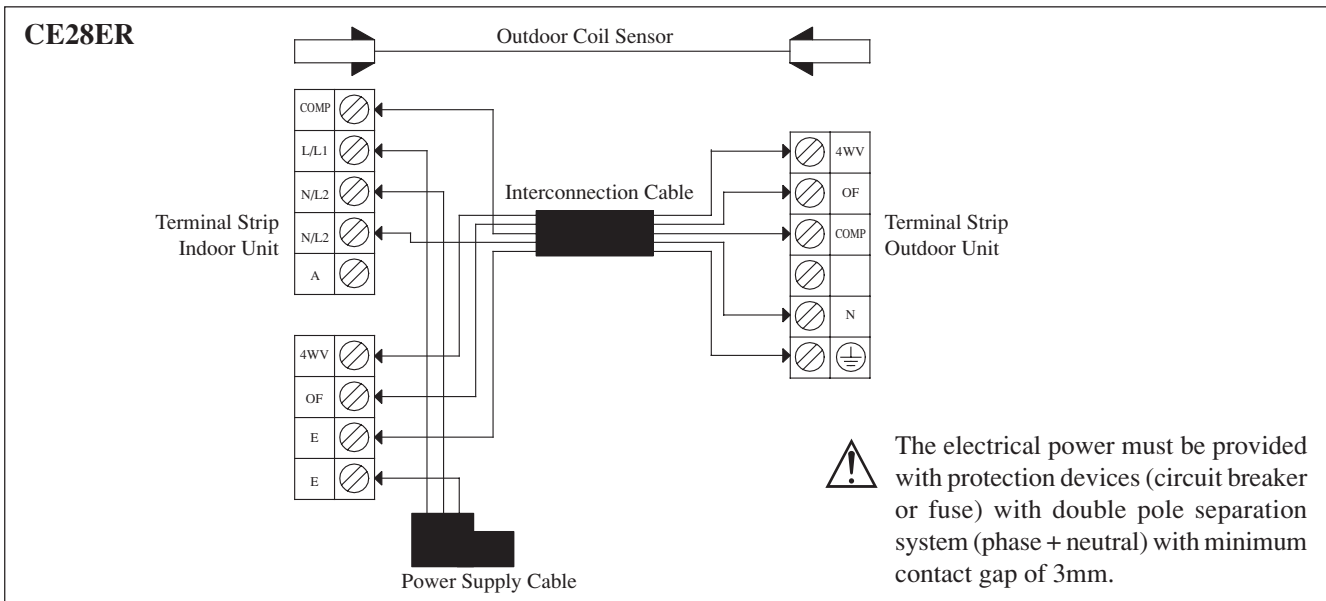 CE28ER
Outdoor Coil Sensor
COMP
L/L1
N/L2
N/L2
A
Terminal Strip
Indoor Unit
4WV
OF
E
E
Interconnection Cable
4WV
OF
COMP
N
Terminal Strip
Outdoor Unit
Power Supply Cable
The electrical power must be provided
with protection devices (circuit breaker
or fuse) with double pole separation
system (phase + neutral) with minimum
contact gap of 3mm.